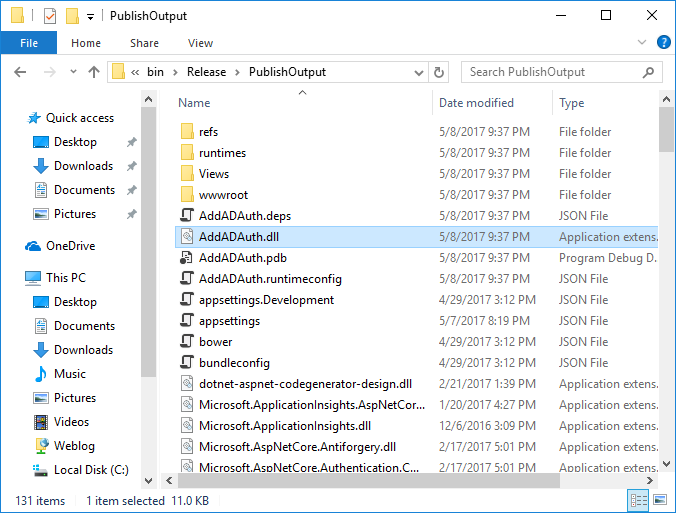 PublishOutput
File Home Share View
bin Release PublishOutput Search PublishOutput
Quick access
Desktop
Downloads
Documents
Pictures
OneDrive
This PC
Desktop
Documents
Downloads
Music
Pictures
Videos
Weblog
Local Disk (C:)
Name Date modified Type
refs 5/8/2017 9:37 PM File folder
runtimes 5/8/2017 9:37 PM File folder
Views 5/8/2017 9:37 PM File folder
wwwroot 5/8/2017 9:37 PM File folder
AddADAuth.deps 5/8/2017 9:37 PM JSON File
AddADAuth.dll 5/8/2017 9:37 PM Application extens
AddADAuth.pdb 5/8/2017 9:37 PM Program Debug D...
AddADAuth.runtimeconfig 5/8/2017 9:37 PM JSON File
appsettings.Development 4/29/2017 3:12 PM JSON File
appsettings 5/7/2017 8:19 PM JSON File
bower 4/29/2017 3:12 PM JSON File
bundleconfig 4/29/2017 3:12 PM JSON File
dotnet-aspnet-codegenerator-design.dll 2/21/2017 1:39 PM Application extens
Microsoft.ApplicationInsights.AspNetCor... 1/20/2017 4:27 PM Application extens
Microsoft.ApplicationInsights.dll 12/6/2016 3:09 PM Application extens
Microsoft.AspNetCore.Antiforgery.dll 2/17/2017 5:01 PM Application extens
Microsoft.AspNetCore.Authentication.C... 2/17/2017 5:01 PM Application extens
131 items 1 item selected 11.0 KB